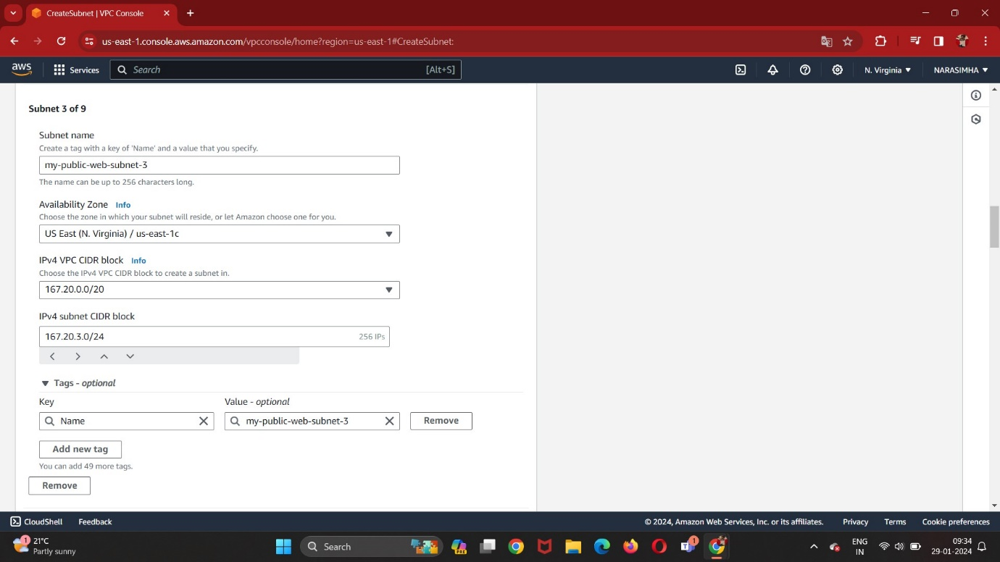 CreateSubnet | VPC Console
us-east-1.console.aws.amazon.com/vpcconsole/home?region=us-east-1#CreateSubnet:
aws Services Search [Alt+S] N. Virginia NARASIMHA
Subnet 3 of 9
Subnet name
Create a tag with a key of 'Name' and a value that you specify.
my-public-web-subnet-3
The name can be up to 256 characters long.
Availability Zone Info
Choose the zone in which your subnet will reside, or let Amazon choose one for you.
US East (N. Virginia) / us-east-1c
IPv4 VPC CIDR block Info
Choose the IPv4 VPC CIDR block to create a subnet in.
167.20.0.0/20
IPv4 subnet CIDR block
167.20.3.0/24 256 IPs
Tags - optional
Key Value - optional
Name my-public-web-subnet-3 Remove
Add new tag
You can add 49 more tags.
Remove
CloudShell Feedback © 2024, Amazon Web Services, Inc. or its affiliates. Privacy Terms Cookie preferences
1 21°C
Partly sunny
Search
PRE
1
ENG
IN
09:34
29-01-2024